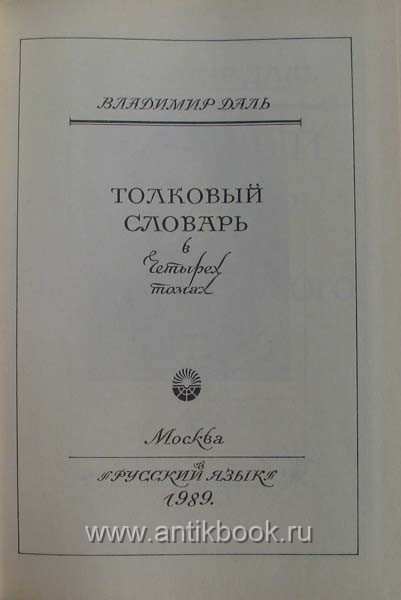 ВЛАДИМИР ДАЛЬ
ТОЛКОВЫЙ
СЛОВАРЬ
в
Четырех
томах
Москва
«РУССКИЙ ЯЗЫК»
1989.
www.antikbook.ru